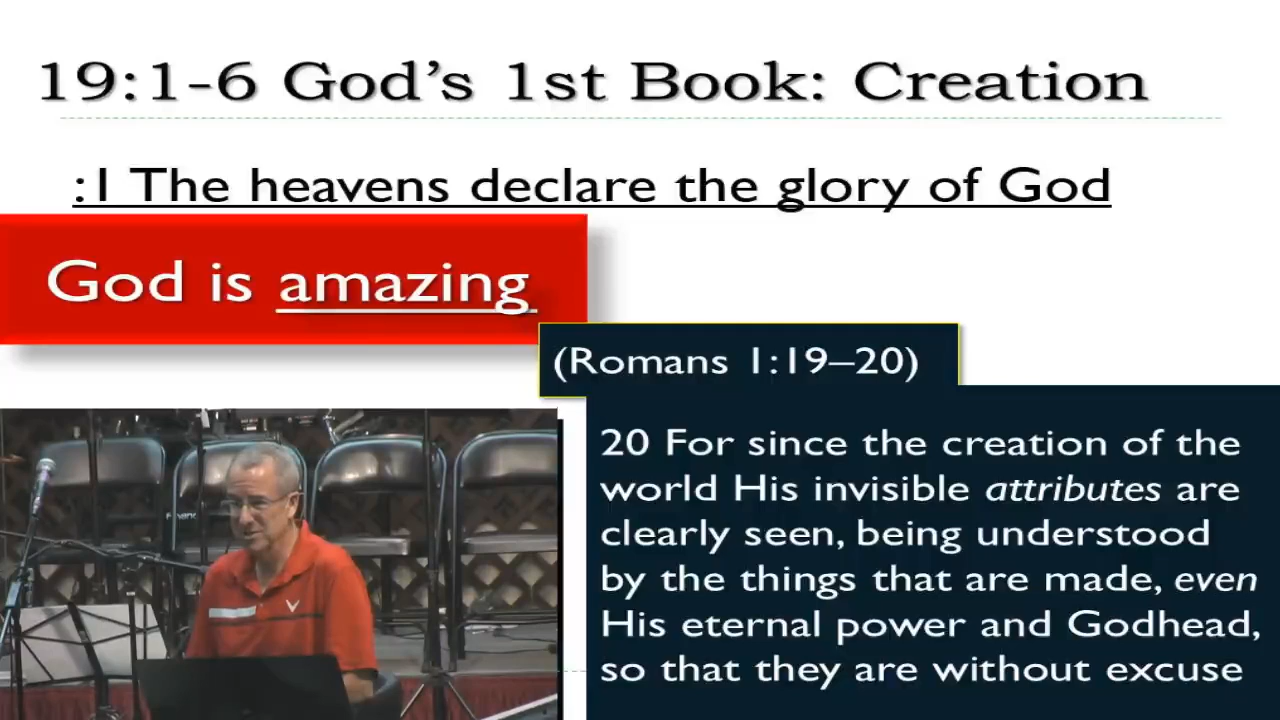 19:1-6 God’s 1st Book: Creation
:1 The heavens declare the glory of God
God is amazing
(Romans 1:19–20)
20 For since the creation of the
world His invisible attributes are
clearly seen, being understood
by the things that are made, even
His eternal power and Godhead,
so that they are without excuse